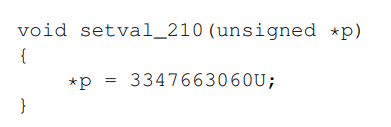 void setval_210(unsigned *p)
{
    *p = 3347663060U;
}